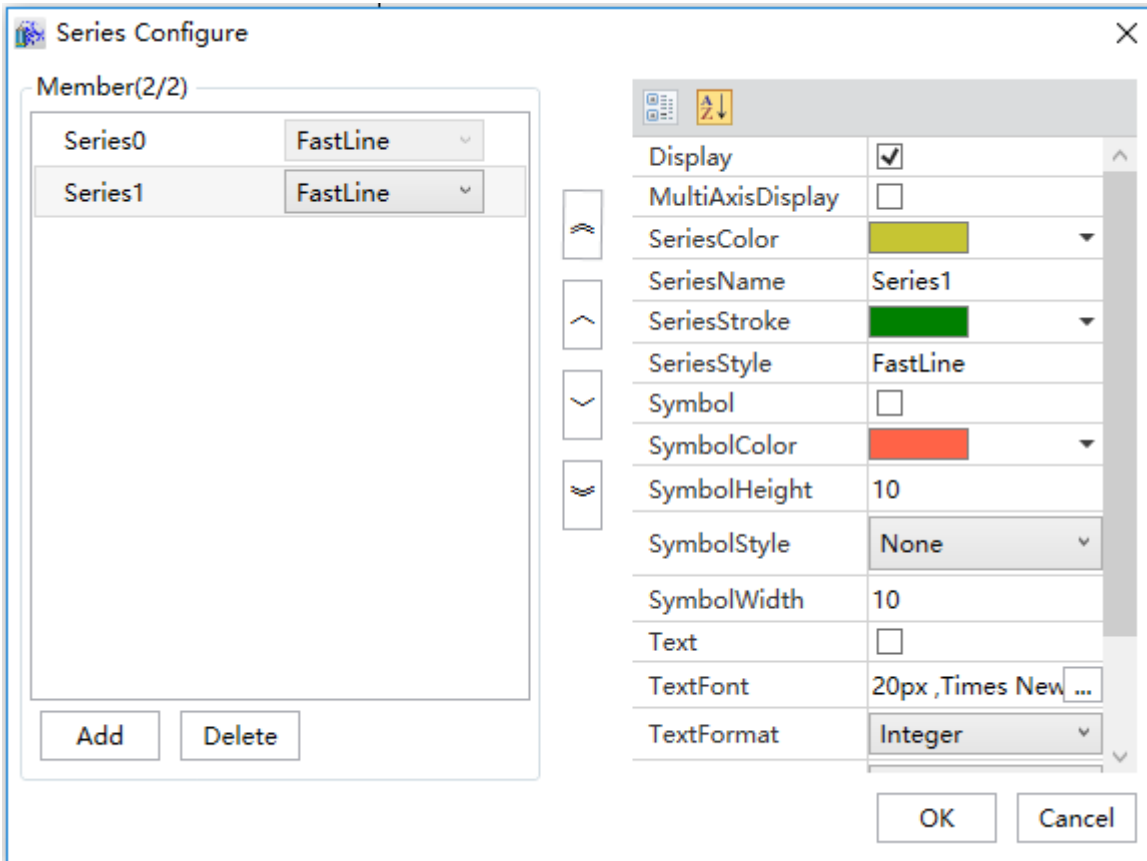 Series Configure
Member(2/2)
Series0 FastLine
Series1 FastLine
Add Delete
Display
MultiAxisDisplay
SeriesColor
SeriesName Series1
SeriesStroke
SeriesStyle FastLine
Symbol
SymbolColor
SymbolHeight 10
SymbolStyle None
SymbolWidth 10
Text
TextFont 20px ,Times New ...
TextFormat Integer
OK Cancel